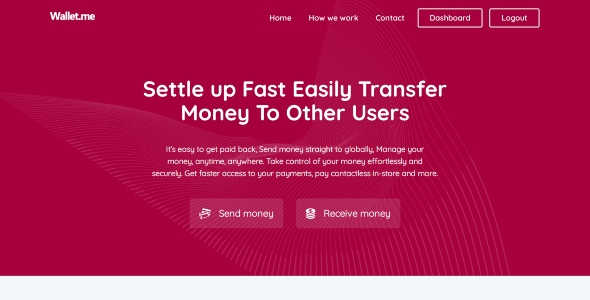 Wallet.me
Home How we work Contact Dashboard Logout
Settle up Fast Easily Transfer
Money To Other Users
It's easy to get paid back, Send money straight to globally, Manage your
money, anytime, anywhere. Take control of your money effortlessly and
securely. Get faster access to your payments, pay contactless in-store and more.
Send money Receive money